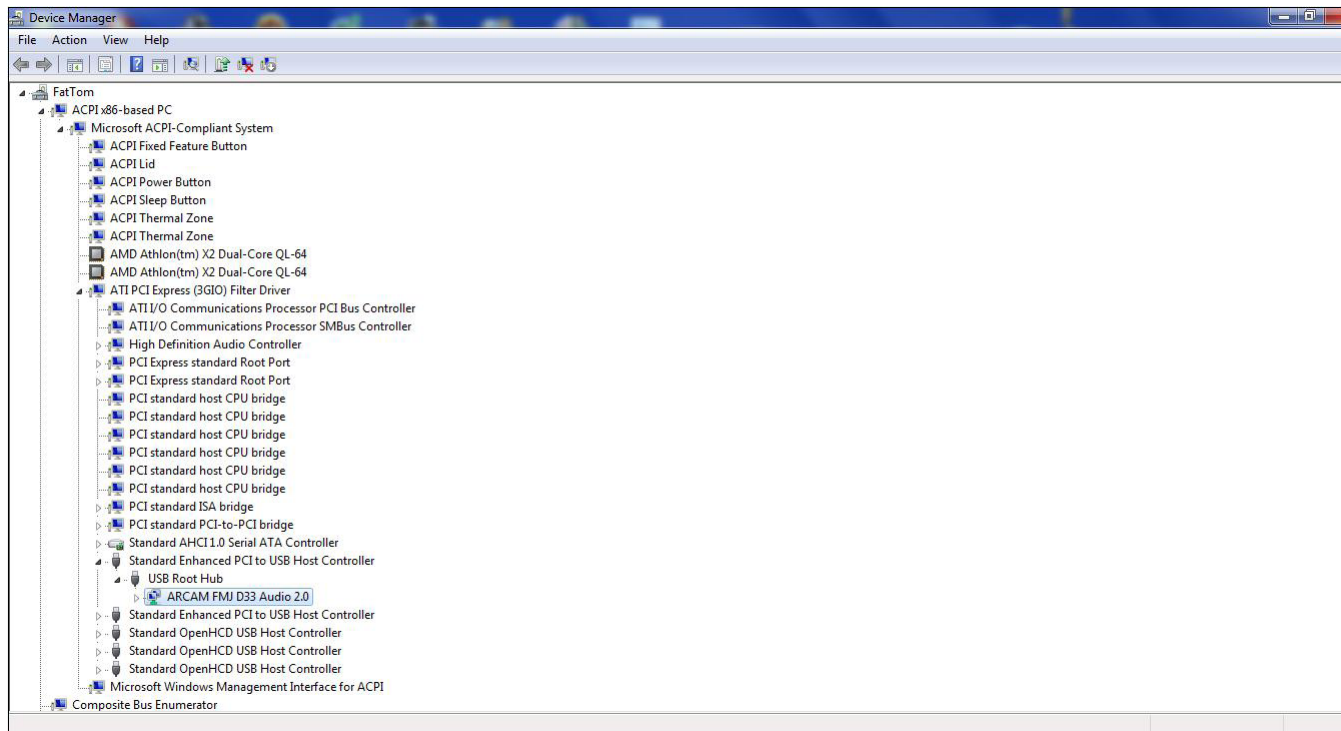 Device Manager
File Action View Help
FatTom
ACPI x86-based PC
Microsoft ACPI-Compliant System
ACPI Fixed Feature Button
ACPI Lid
ACPI Power Button
ACPI Sleep Button
ACPI Thermal Zone
ACPI Thermal Zone
AMD Athlon(tm) X2 Dual-Core QL-64
AMD Athlon(tm) X2 Dual-Core QL-64
ATI PCI Express (3GIO) Filter Driver
ATI I/O Communications Processor PCI Bus Controller
ATI I/O Communications Processor SMBus Controller
High Definition Audio Controller
PCI Express standard Root Port
PCI Express standard Root Port
PCI standard host CPU bridge
PCI standard host CPU bridge
PCI standard host CPU bridge
PCI standard host CPU bridge
PCI standard host CPU bridge
PCI standard host CPU bridge
PCI standard ISA bridge
PCI standard PCI-to-PCI bridge
Standard AHCI 1.0 Serial ATA Controller
Standard Enhanced PCI to USB Host Controller
USB Root Hub
ARCAM FMJ D33 Audio 2.0
Standard Enhanced PCI to USB Host Controller
Standard OpenHCD USB Host Controller
Standard OpenHCD USB Host Controller
Standard OpenHCD USB Host Controller
Microsoft Windows Management Interface for ACPI
Composite Bus Enumerator